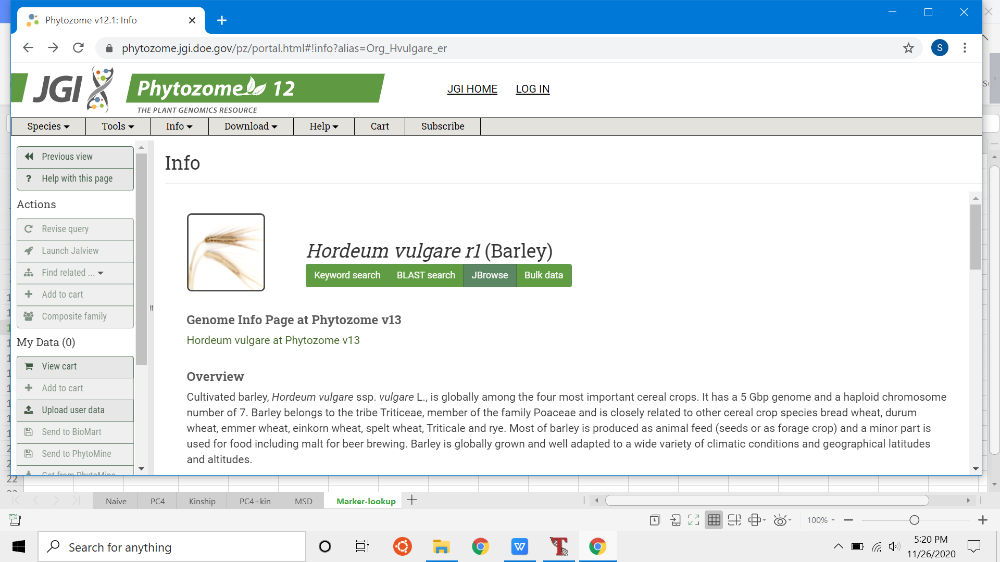 Phytozome v12.1: Info
phytozome.jgi.doe.gov/pz/portal.html#!info?alias=Org_Hvulgare_er
S
JGI
Phytozome 12
THE PLANT GENOMICS RESOURCE
JGI HOME LOG IN
Species Tools Info Download Help Cart Subscribe
Previous view
? Help with this page
Actions
Revise query
Launch Jalview
Find related ...
Add to cart
Composite family
My Data (0)
View cart
Add to cart
Upload user data
Send to BioMart
Send to PhytoMine
Get from PhytoMine
Info
Hordeum vulgare r1 (Barley)
Keyword search BLAST search JBrowse Bulk data
Genome Info Page at Phytozome v13
Hordeum vulgare at Phytozome v13
Overview
Cultivated barley, Hordeum vulgare ssp. vulgare L., is globally among the four most important cereal crops. It has a 5 Gbp genome and a haploid chromosome
number of 7. Barley belongs to the tribe Triticeae, member of the family Poaceae and is closely related to other cereal crop species bread wheat, durum
wheat, emmer wheat, einkorn wheat, spelt wheat, Triticale and rye. Most of barley is produced as animal feed (seeds or as forage crop) and a minor part is
used for food including malt for beer brewing. Barley is globally grown and well adapted to a wide variety of climatic conditions and geographical latitudes
and altitudes.
22
Naive PC4 Kinship PC4+kin MSD Marker-lookup
100%
Search for anything
W
T
5:20 PM
11/26/2020